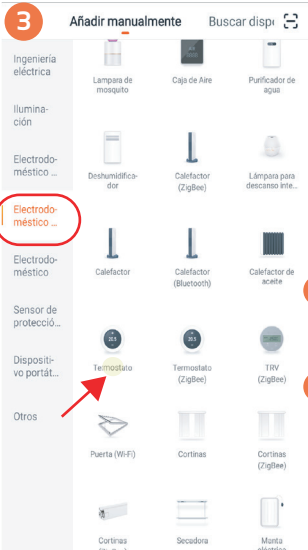 3
Añadir manualmente
Buscar disp
Ingeniería
eléctrica
Ilumina-
ción
Electrodo-
méstico ...
Electrodo-
méstico ...
Electrodo-
méstico
Sensor de
protecció...
Dispositi-
vo portát...
Otros
Lampara de
mosquito
Caja de Aire
Purificador de
agua
Deshumidifica-
dor
Calefactor
(ZigBee)
Lámpara para
descanso inte...
Calefactor
Calefactor
(Bluetooth)
Calefactor de
aceite
Termostato
Termostato
(ZigBee)
TRV
(ZigBee)
Puerta (Wi-Fi)
Cortinas
Cortinas
(ZigBee)
Cortinas
Secadora
Manta
eléctrica